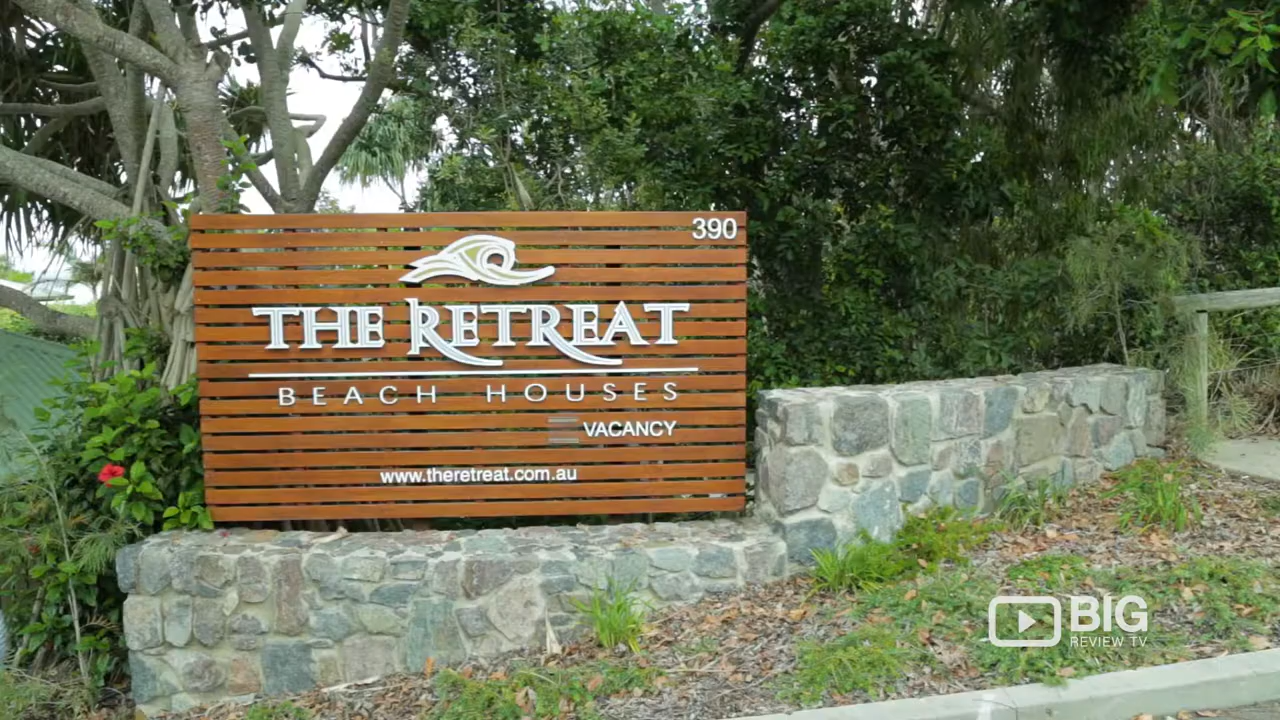 390
THE RETREAT
BEACH HOUSES
VACANCY
www.theretreat.com.au
BIG
REVIEW TV